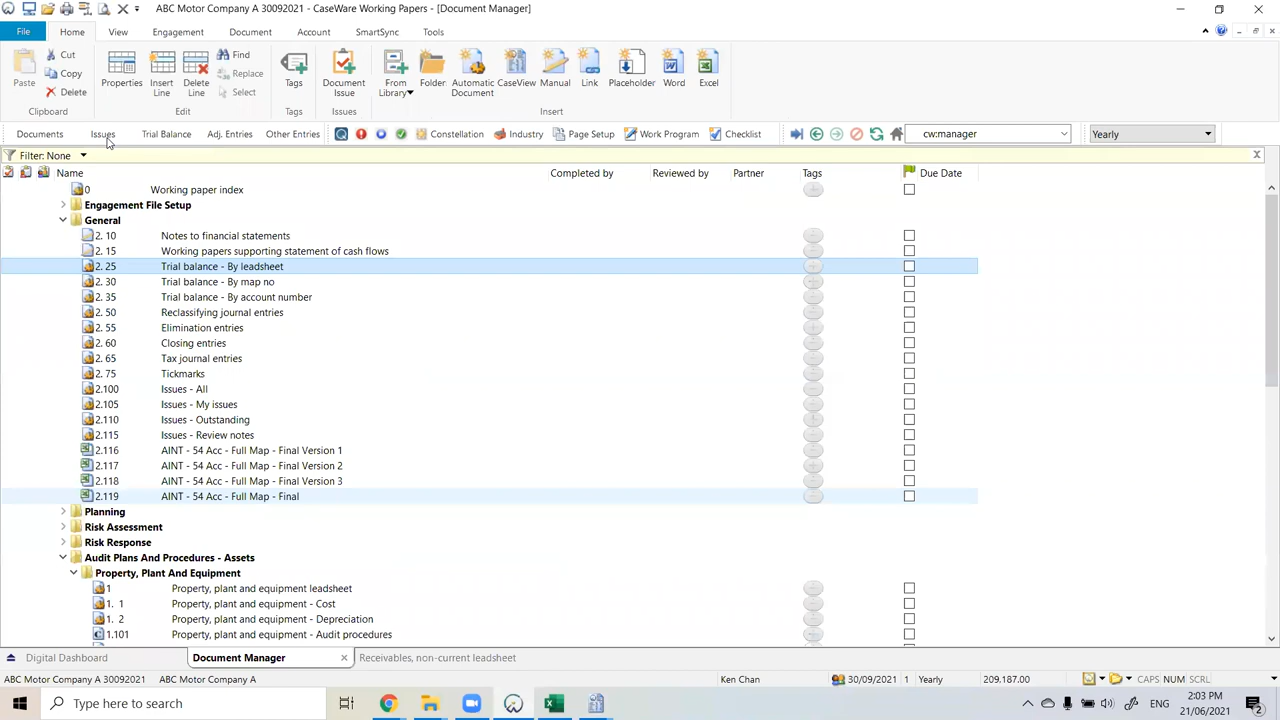 ABC Motor Company A 30092021 - CaseWare Working Papers - [Document Manager]
File Home View Engagement Document Account SmartSync Tools
Paste Cut Copy Delete Properties Insert Line Delete Line Find Replace Select Tags Document Issue From Library Folder Automatic Document CaseView Manual Link Placeholder Word Excel
Clipboard Edit Tags Issues Insert
Documents Issues Trial Balance Adj. Entries Other Entries Constellation Industry Page Setup Work Program Checklist cw:manager Yearly
Filter: None
Name Completed by Reviewed by Partner Tags Due Date
0 Working paper index
Engagement File Setup
General
2. 10 Notes to financial statements
2. 15 Working papers supporting statement of cash flows
2. 25 Trial balance - By leadsheet
2. 30 Trial balance - By map no
2. 35 Trial balance - By account number
2. 50 Reclassifying journal entries
2. 55 Elimination entries
2. 60 Closing entries
2. 65 Tax journal entries
2. 75 Tickmarks
2.100 Issues - All
2.105 Issues - My issues
2.110 Issues - Outstanding
2.115 Issues - Review notes
2.116 AINT - 54 Acc - Full Map - Final Version 1
2.117 AINT - 54 Acc - Full Map - Final Version 2
2.118 AINT - 54 Acc - Full Map - Final Version 3
2.119 AINT - 54 Acc - Full Map - Final
Planning
Risk Assessment
Risk Response
Audit Plans And Procedures - Assets
Property, Plant And Equipment
1 Property, plant and equipment leadsheet
1. 1 Property, plant and equipment - Cost
1. 2 Property, plant and equipment - Depreciation
1.101 Property, plant and equipment - Audit procedures
Digital Dashboard Document Manager Receivables, non-current leadsheet
ABC Motor Company A 30092021 ABC Motor Company A Ken Chan 30/09/2021 1 Yearly 209,187.00 CAPS NUM SCRL
Type here to search ENG 2:03 PM
21/06/2021 2